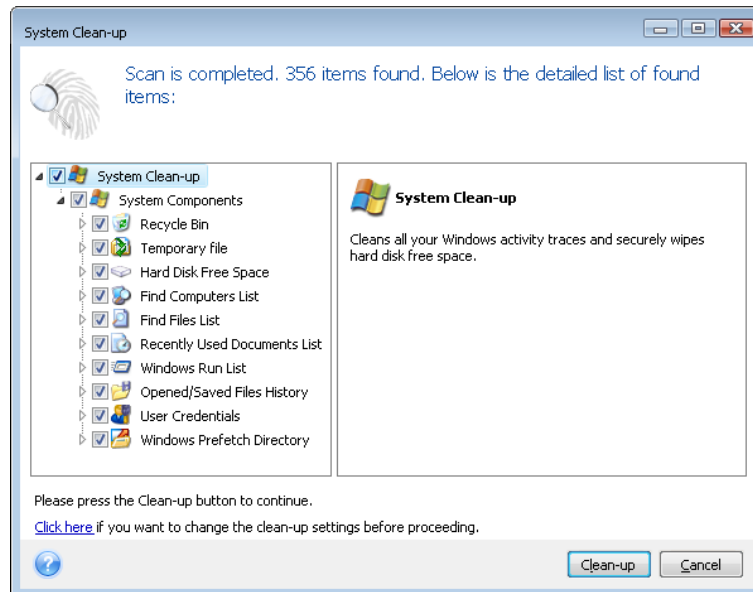 System Clean-up
Scan is completed. 356 items found. Below is the detailed list of found
items:
System Clean-up
System Components
Recycle Bin
Temporary file
Hard Disk Free Space
Find Computers List
Find Files List
Recently Used Documents List
Windows Run List
Opened/Saved Files History
User Credentials
Windows Prefetch Directory
System Clean-up
Cleans all your Windows activity traces and securely wipes
hard disk free space.
Please press the Clean-up button to continue.
Click here if you want to change the clean-up settings before proceeding.
Clean-up
Cancel